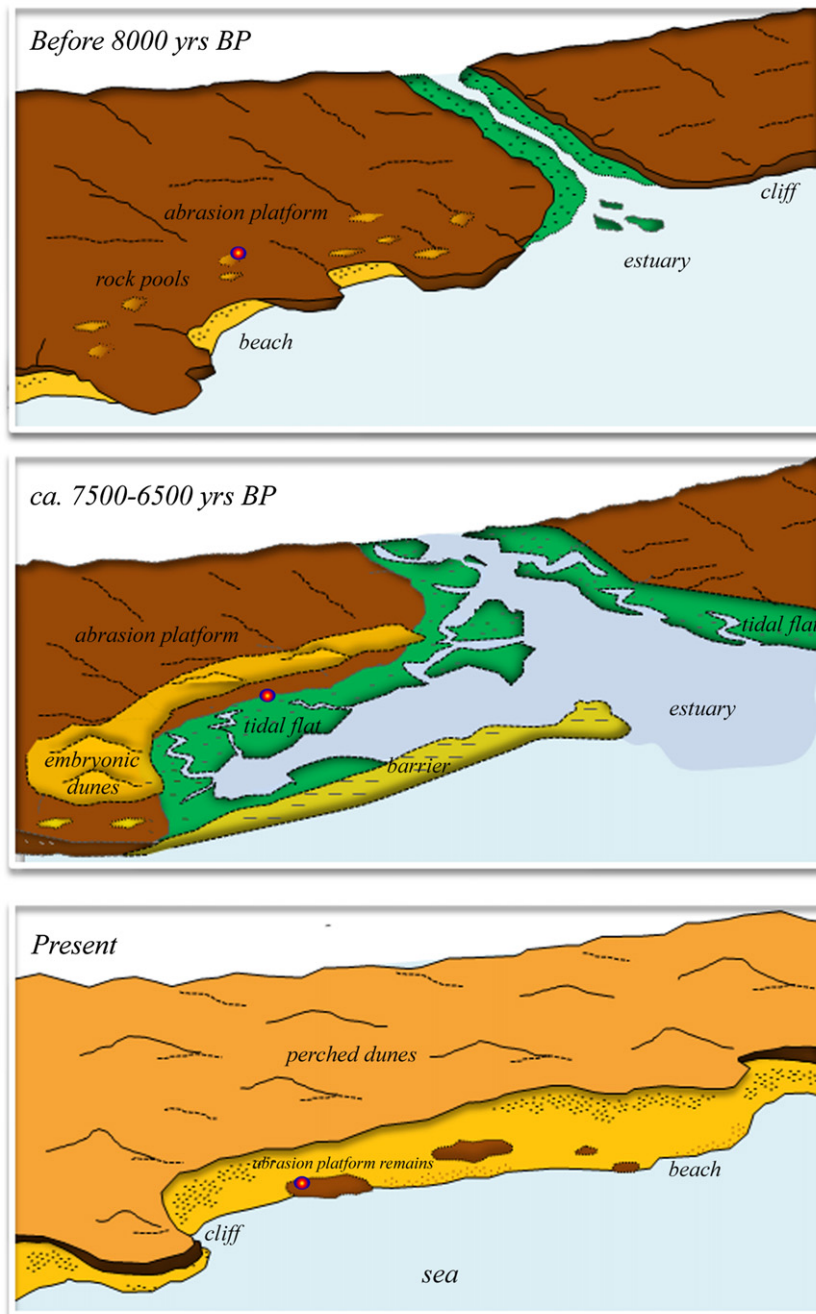 Before 8000 yrs BP
cliff
abrasion platform
estuary
rock pools
beach
ca. 7500-6500 yrs BP
tidal flat
abrasion platform
estuary
tidal flat
embryonic
dunes
barrier
Present
perched dunes
abrasion platform remains
beach
cliff
sea